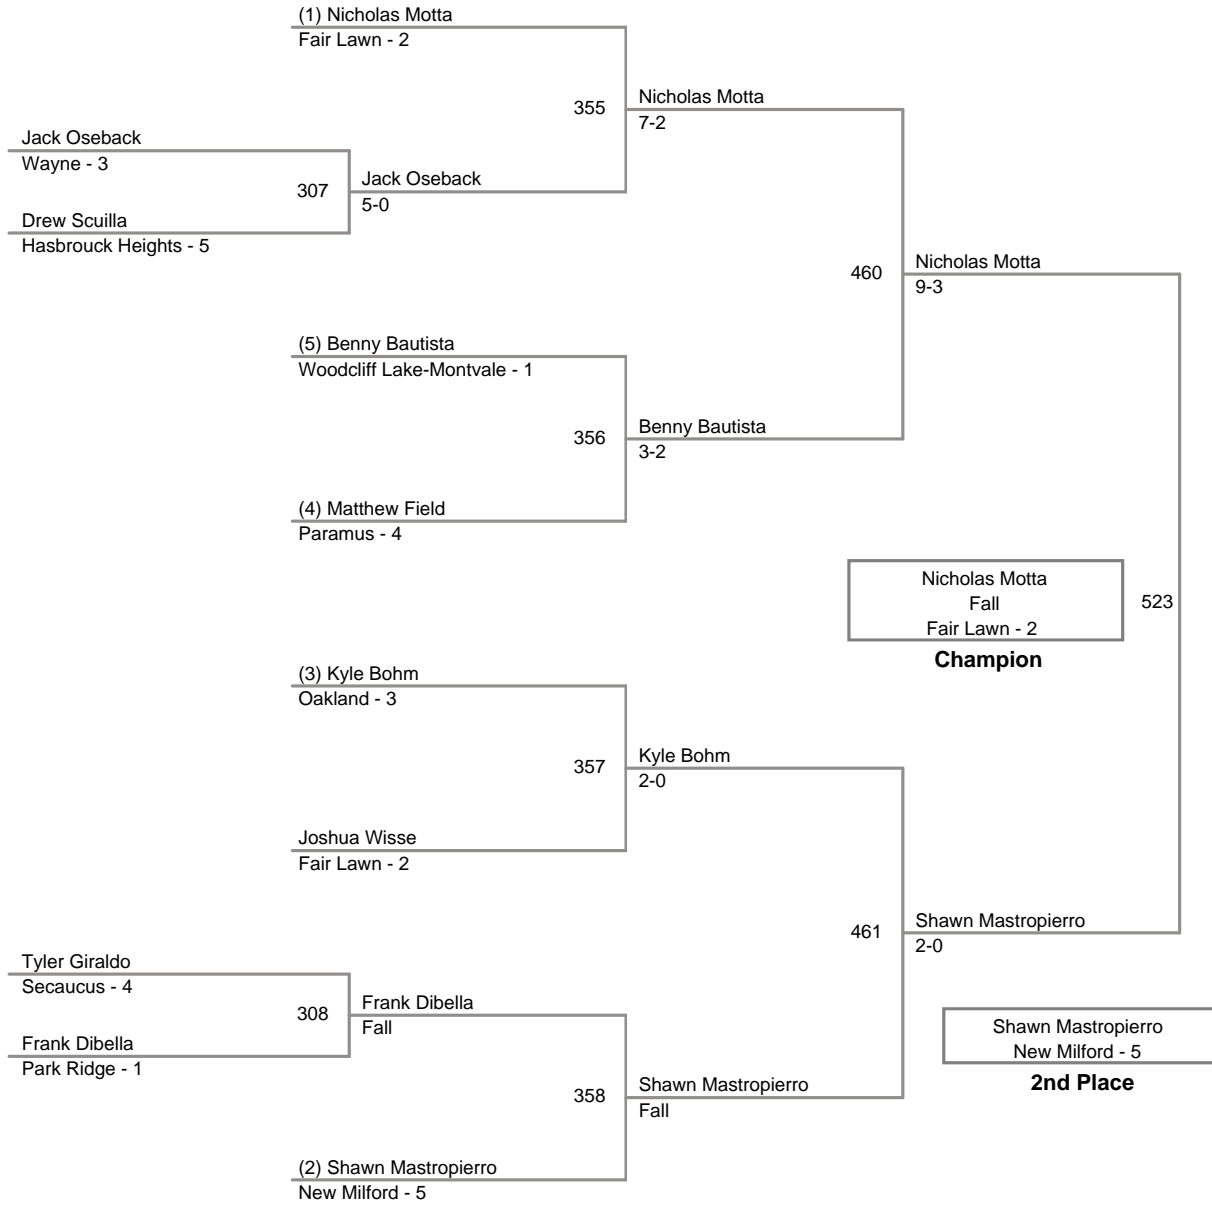 (1) Nicholas Motta
Fair Lawn - 2
355
Nicholas Motta
7-2
Jack Oseback
Wayne - 3
307
Jack Oseback
5-0
Drew Scuilla
Hasbrouck Heights - 5
460
Nicholas Motta
9-3
(5) Benny Bautista
Woodcliff Lake-Montvale - 1
356
Benny Bautista
3-2
(4) Matthew Field
Paramus - 4
Nicholas Motta
Fall
Fair Lawn - 2
Champion
523
(3) Kyle Bohm
Oakland - 3
357
Kyle Bohm
2-0
Joshua Wisse
Fair Lawn - 2
461
Shawn Mastropierro
2-0
Tyler Giraldo
Secaucus - 4
308
Frank Dibella
Fall
Frank Dibella
Park Ridge - 1
Shawn Mastropierro
New Milford - 5
2nd Place
358
Shawn Mastropierro
Fall
(2) Shawn Mastropierro
New Milford - 5